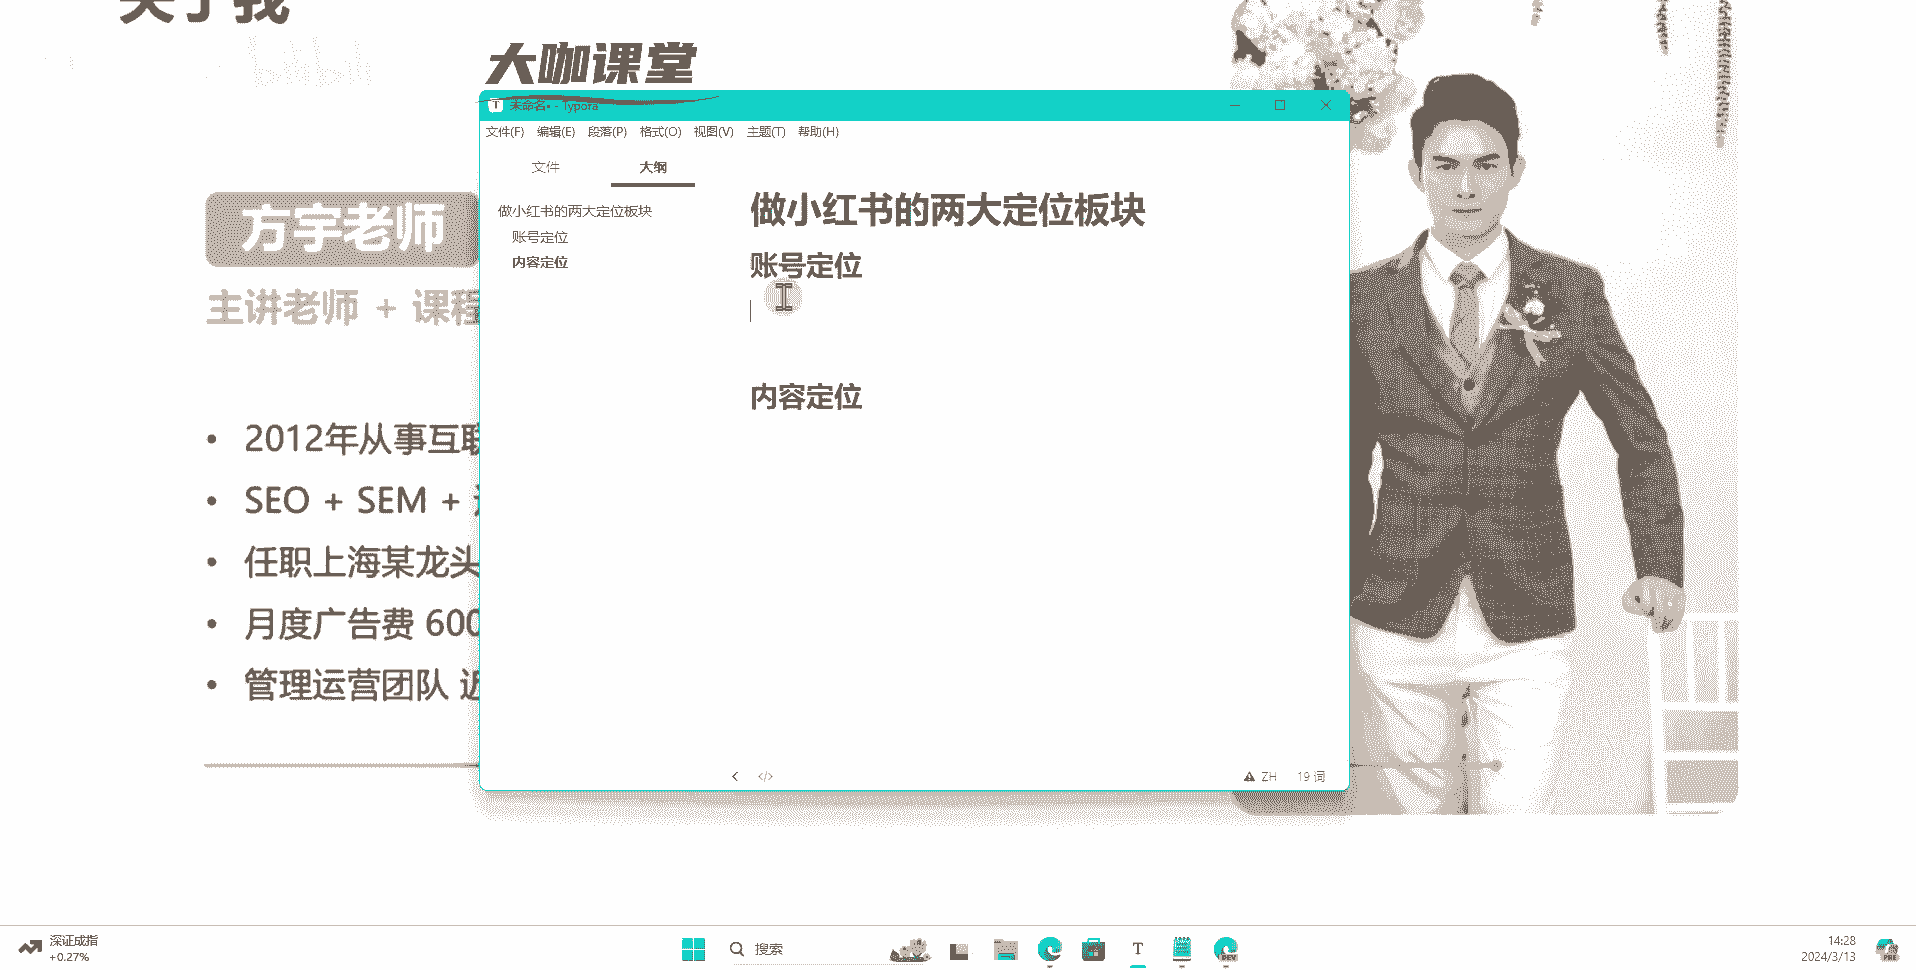 关于我
bilibili
大咖课堂
未命名• - Typora
文件(F) 编辑(E) 段落(P) 格式(O) 视图(V) 主题(T) 帮助(H)
文件 大纲
做小红书的两大定位板块
账号定位
内容定位
做小红书的两大定位板块
账号定位
内容定位
方宇老师
主讲老师 + 课程
2012年从事互联
SEO + SEM +
任职上海某龙头
月度广告费 600
管理运营团队 近
ZH 19 词
深证成指
+0.27%
搜索
T
DEV
14:28
2024/3/13
PRE